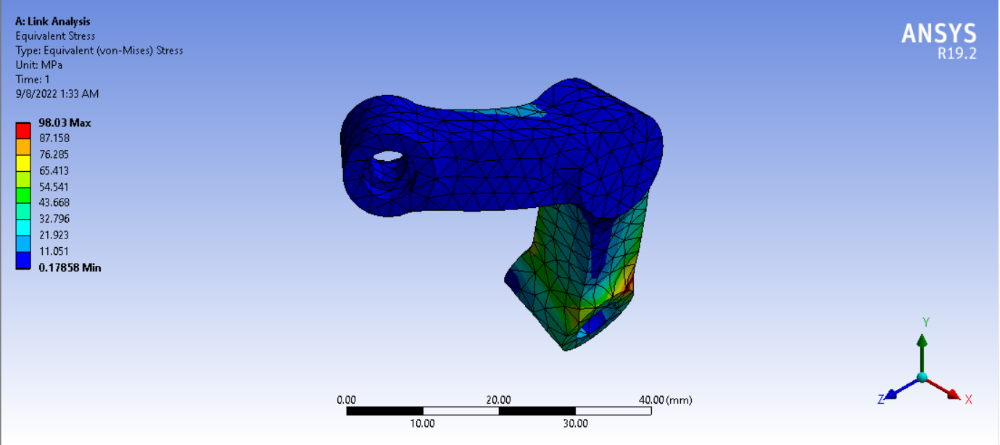 A: Link Analysis
Equivalent Stress
Type: Equivalent (von-Mises) Stress
Unit: MPa
Time: 1
9/8/2022 1:33 AM
98.03 Max
87.158
76.285
65.413
54.541
43.668
32.796
21.923
11.051
0.17858 Min
ANSYS
R19.2
0.00 20.00 40.00 (mm)
10.00 30.00
Y
Z X